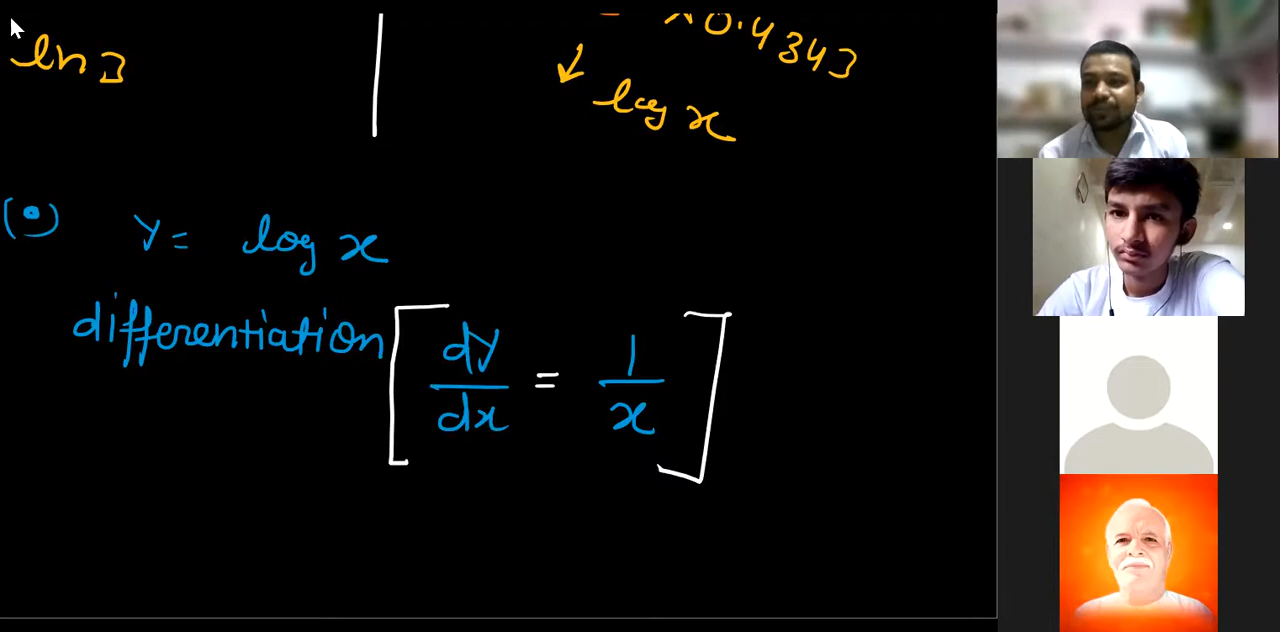 ×0.4343
ln 3
log x
(•) y = log x
differentiation [dy/dx = 1/x]